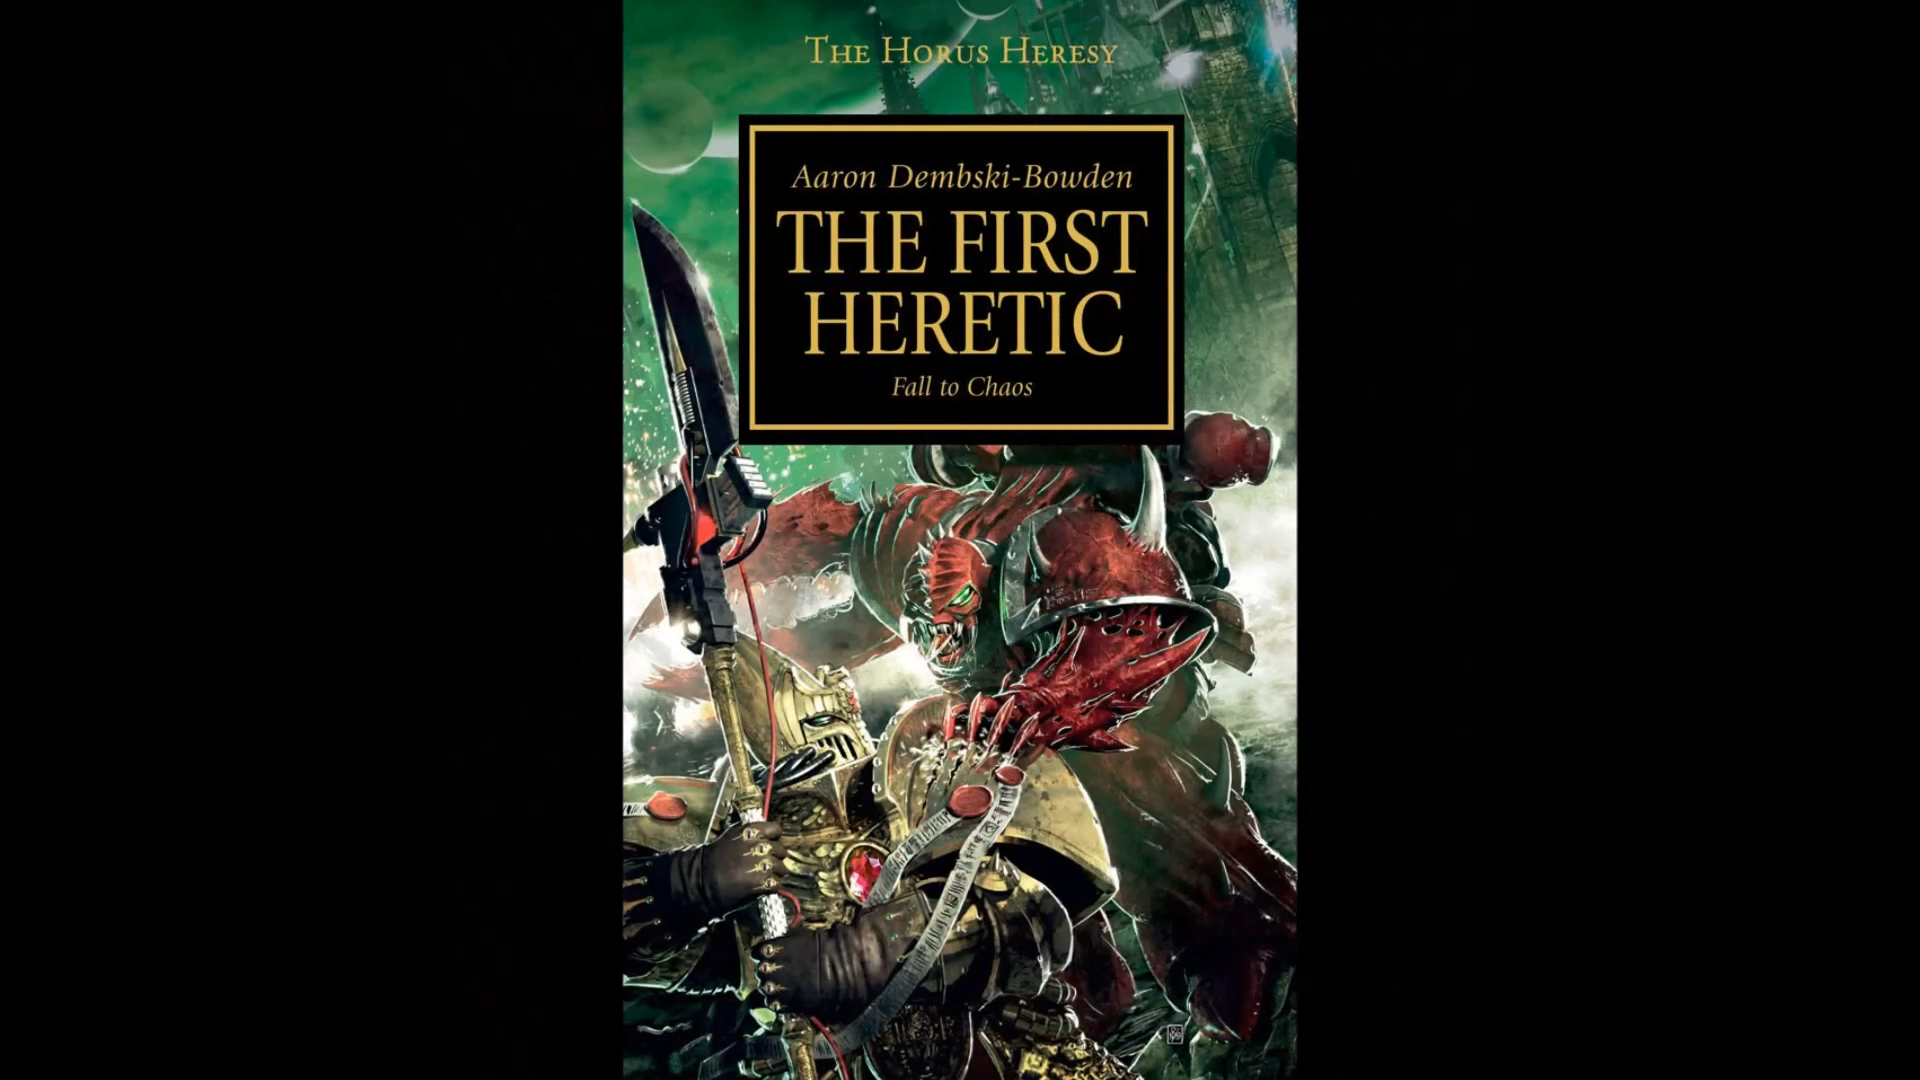 THE HORUS HERESY
Aaron Dembski-Bowden
THE FIRST
HERETIC
Fall to Chaos